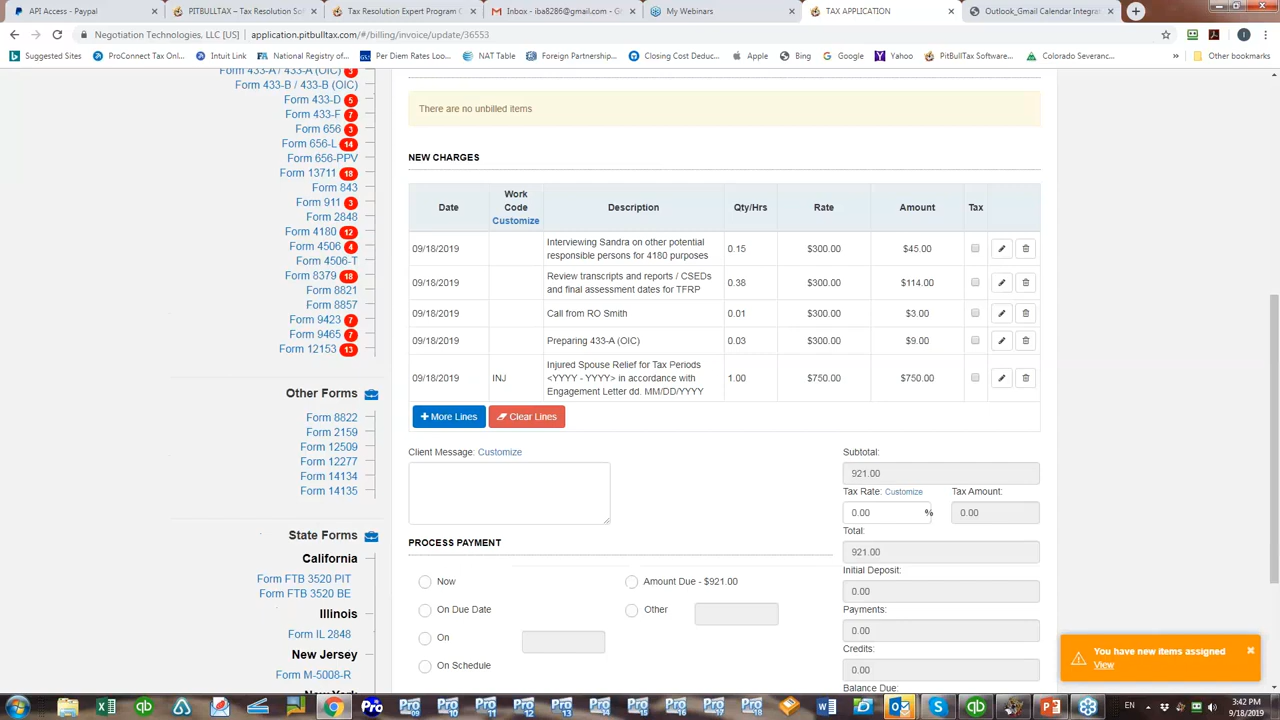 API Access - Paypal
PITBULLTAX – Tax Resolution Sof
Tax Resolution Expert Program C
Inbox - iba8286@gmail.com - G
My Webinars
TAX APPLICATION
Outlook_Gmail Calendar Integrat
Negotiation Technologies, LLC [US] | application.pitbulltax.com/#/billing/invoice/update/36553
Suggested Sites
ProConnect Tax Onl...
Intuit Link
National Registry of...
Per Diem Rates Loo...
NAT Table
Foreign Partnership...
Closing Cost Deduc...
Apple
Bing
Google
Yahoo
PitBullTax Software...
Colorado Severanc...
»
Other bookmarks
Form 433-A / 433-A (OIC) 3
Form 433-B / 433-B (OIC)
Form 433-D 5
Form 433-F 7
Form 656 3
Form 656-L 14
Form 656-PPV
Form 13711 18
Form 843
Form 911 3
Form 2848
Form 4180 12
Form 4506 4
Form 4506-T
Form 8379 18
Form 8821
Form 8857
Form 9423 7
Form 9465 7
Form 12153 13
Other Forms
Form 8822
Form 2159
Form 12509
Form 12277
Form 14134
Form 14135
State Forms
California
Form FTB 3520 PIT
Form FTB 3520 BE
Illinois
Form IL 2848
New Jersey
Form M-5008-R
New York
There are no unbilled items
NEW CHARGES
Date Work Code Customize Description Qty/Hrs Rate Amount Tax
09/18/2019 Interviewing Sandra on other potential responsible persons for 4180 purposes 0.15 $300.00 $45.00
09/18/2019 Review transcripts and reports / CSEDs and final assessment dates for TFRP 0.38 $300.00 $114.00
09/18/2019 Call from RO Smith 0.01 $300.00 $3.00
09/18/2019 Preparing 433-A (OIC) 0.03 $300.00 $9.00
09/18/2019 INJ Injured Spouse Relief for Tax Periods <YYYY - YYYY> in accordance with Engagement Letter dd. MM/DD/YYYY 1.00 $750.00 $750.00
More Lines
Clear Lines
Client Message: Customize
Subtotal:
921.00
Tax Rate: Customize
Tax Amount:
0.00 %
0.00
Total:
921.00
Initial Deposit:
0.00
Payments:
0.00
Credits:
0.00
Balance Due:
PROCESS PAYMENT
Now
Amount Due - $921.00
On Due Date
Other
On
On Schedule
You have new items assigned
View
Pro
EN
3:42 PM
9/18/2019